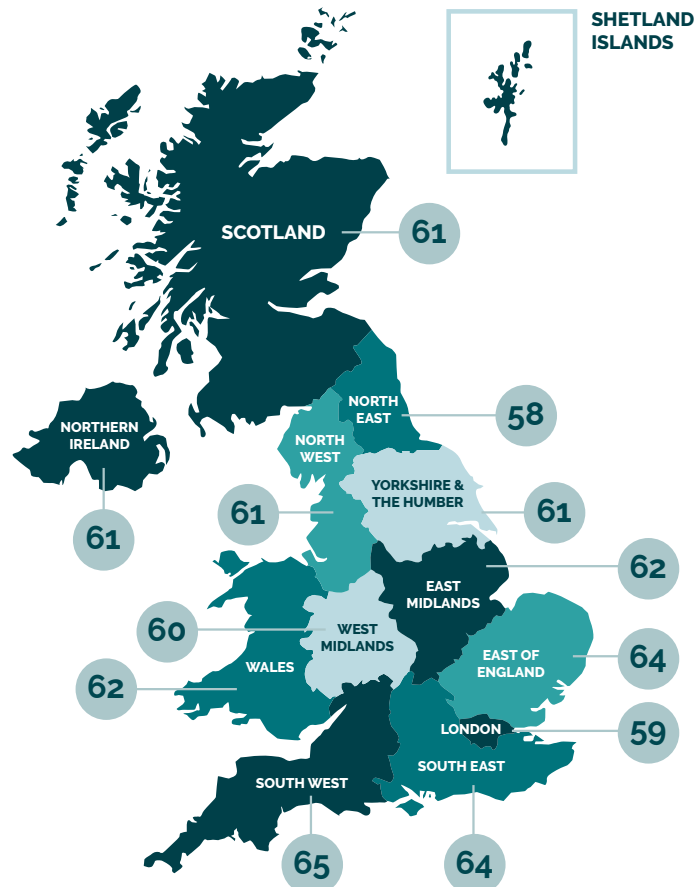 SHETLAND
ISLANDS
SCOTLAND
61
NORTH
EAST
58
NORTHERN
IRELAND
61
NORTH
WEST
61
YORKSHIRE &
THE HUMBER
61
EAST
MIDLANDS
62
WEST
MIDLANDS
60
WALES
62
EAST OF
ENGLAND
64
LONDON
59
SOUTH EAST
64
SOUTH WEST
65